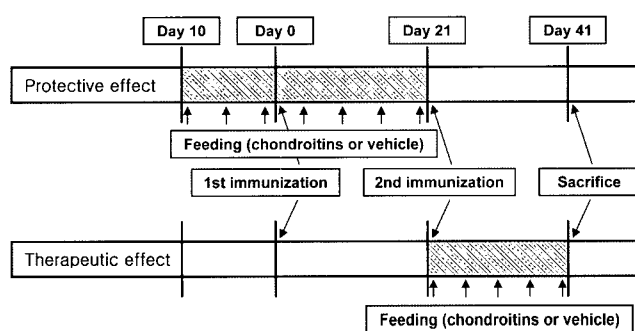 Day 10
Day 0
Day 21
Day 41
Protective effect
Feeding (chondroitins or vehicle)
1st immunization
2nd immunization
Sacrifice
Therapeutic effect
Feeding (chondroitins or vehicle)